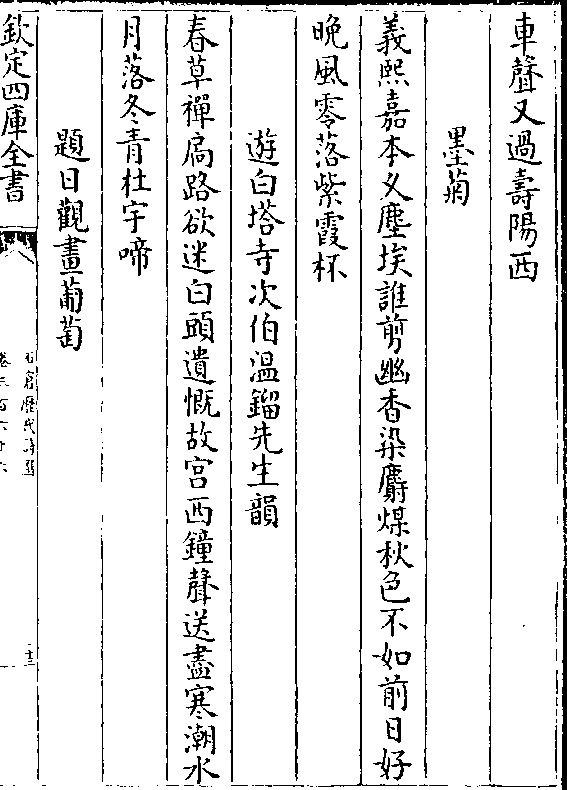 車聲又過壽陽西
墨菊
義熙嘉本久塵埃誰剪幽香染麝煤秋色不如前日好
晚風零落紫霞杯
遊白塔寺次伯溫鎦先生韻
春草禪扃路欲迷白頭遺慨故宮西鐘聲送盡寒潮水
月落冬青杜宇啼
題日觀畫葡萄
欽定四庫全書
石倉歷代詩選
卷三百六十六